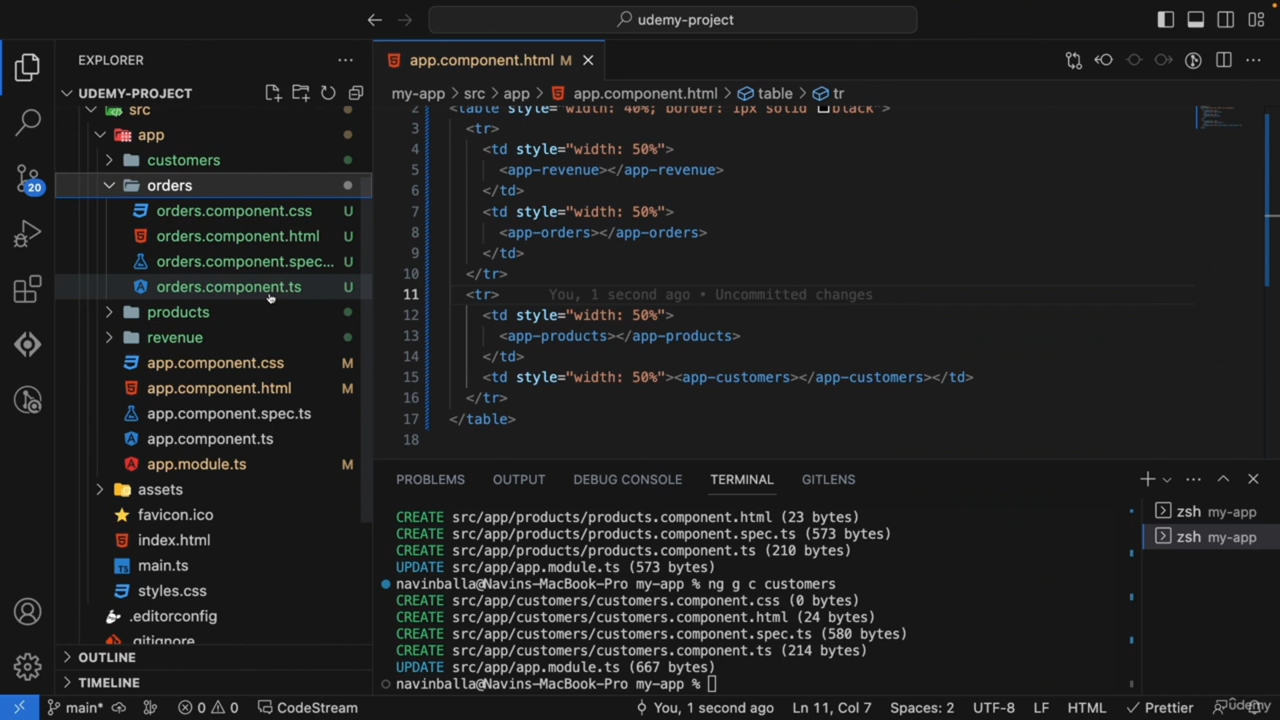 udemy-project
EXPLORER
UDEMY-PROJECT
src
app
customers
orders
orders.component.css U
orders.component.html U
orders.component.spec... U
orders.component.ts U
products
revenue
app.component.css M
app.component.html M
app.component.spec.ts
app.component.ts
app.module.ts M
assets
favicon.ico
index.html
main.ts
styles.css
.editorconfig
.gitignore
OUTLINE
TIMELINE
20
app.component.html M
my-app > src > app > app.component.html > table > tr
2 <table style="width: 40%; border: 1px solid black">
3 <tr>
4 <td style="width: 50%">
5 <app-revenue></app-revenue>
6 </td>
7 <td style="width: 50%">
8 <app-orders></app-orders>
9 </td>
10 </tr>
11 <tr> You, 1 second ago • Uncommitted changes
12 <td style="width: 50%">
13 <app-products></app-products>
14 </td>
15 <td style="width: 50%"><app-customers></app-customers></td>
16 </tr>
17 </table>
18
PROBLEMS OUTPUT DEBUG CONSOLE TERMINAL GITLENS
CREATE src/app/products/products.component.html (23 bytes)
CREATE src/app/products/products.component.spec.ts (573 bytes)
CREATE src/app/products/products.component.ts (210 bytes)
UPDATE src/app/app.module.ts (573 bytes)
navinballa@Navins-MacBook-Pro my-app % ng g c customers
CREATE src/app/customers/customers.component.css (0 bytes)
CREATE src/app/customers/customers.component.html (24 bytes)
CREATE src/app/customers/customers.component.spec.ts (580 bytes)
CREATE src/app/customers/customers.component.ts (214 bytes)
UPDATE src/app/app.module.ts (667 bytes)
navinballa@Navins-MacBook-Pro my-app %
zsh my-app
zsh my-app
main* 0 0 CodeStream You, 1 second ago Ln 11, Col 7 Spaces: 2 UTF-8 LF HTML Prettier
Udemy